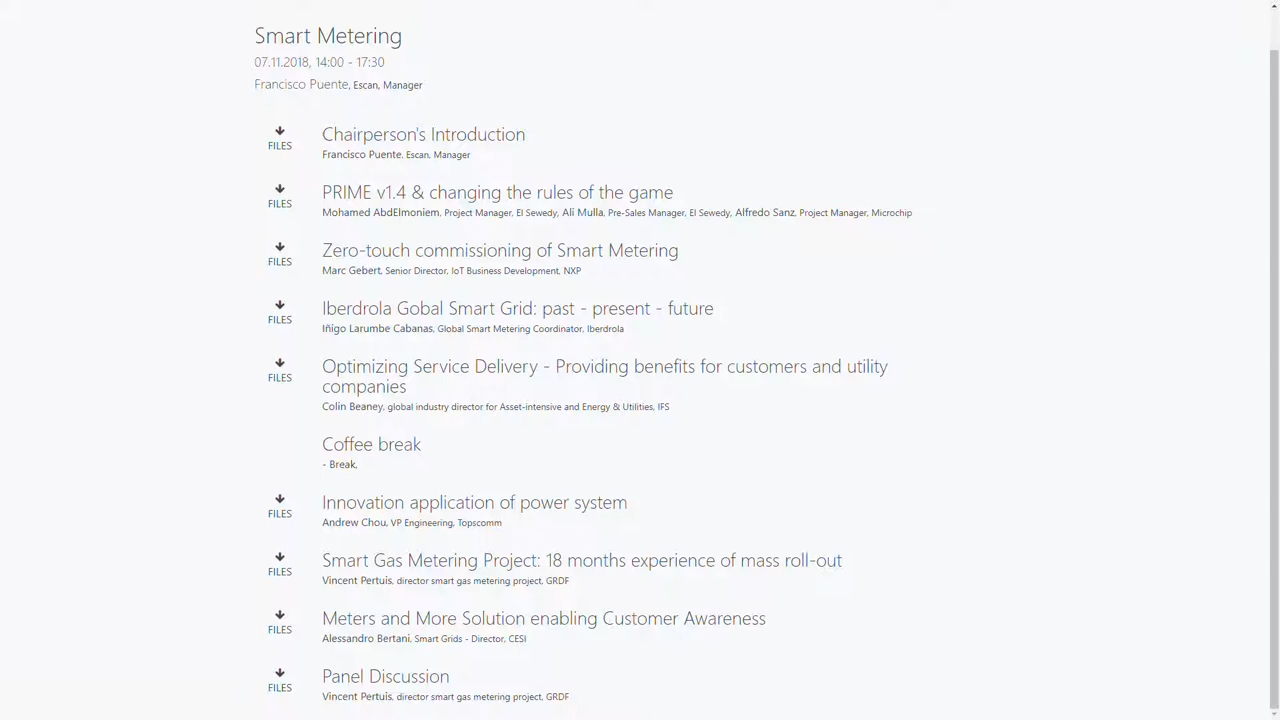 Smart Metering
07.11.2018, 14:00 - 17:30
Francisco Puente, Escan, Manager
FILES
Chairperson's Introduction
Francisco Puente, Escan, Manager
FILES
PRIME v1.4 & changing the rules of the game
Mohamed AbdElmoniem, Project Manager, El Sewedy, Ali Mulla, Pre-Sales Manager, El Sewedy, Alfredo Sanz, Project Manager, Microchip
FILES
Zero-touch commissioning of Smart Metering
Marc Gebert, Senior Director, IoT Business Development, NXP
FILES
Iberdrola Gobal Smart Grid: past - present - future
Iñigo Larumbe Cabanas, Global Smart Metering Coordinator, Iberdrola
FILES
Optimizing Service Delivery - Providing benefits for customers and utility
companies
Colin Beaney, global industry director for Asset-intensive and Energy & Utilities, IFS
Coffee break
- Break,
FILES
Innovation application of power system
Andrew Chou, VP Engineering, Topscomm
FILES
Smart Gas Metering Project: 18 months experience of mass roll-out
Vincent Pertuis, director smart gas metering project, GRDF
FILES
Meters and More Solution enabling Customer Awareness
Alessandro Bertani, Smart Grids - Director, CESI
FILES
Panel Discussion
Vincent Pertuis, director smart gas metering project, GRDF